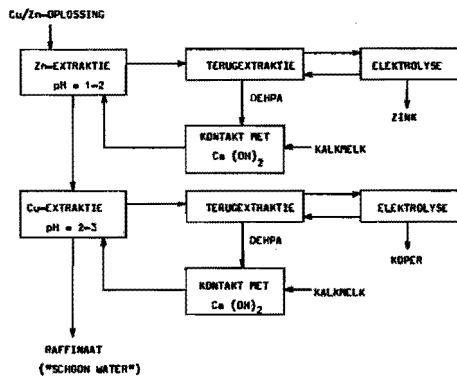 Cu/Zn-OPLOSSING
Zn-EXTRAKTIE
pH = 1-2
TERUGEXTRAKTIE
ELEKTROLYSE
DEHPA
ZINK
KONTAKT MET
Ca (OH)2
KALKMELK
Cu-EXTRAKTIE
pH = 2-3
TERUGEXTRAKTIE
ELEKTROLYSE
DEHPA
KOPER
KONTAKT MET
Ca (OH)2
KALKMELK
RAFFINAAT
("SCHOON WATER")